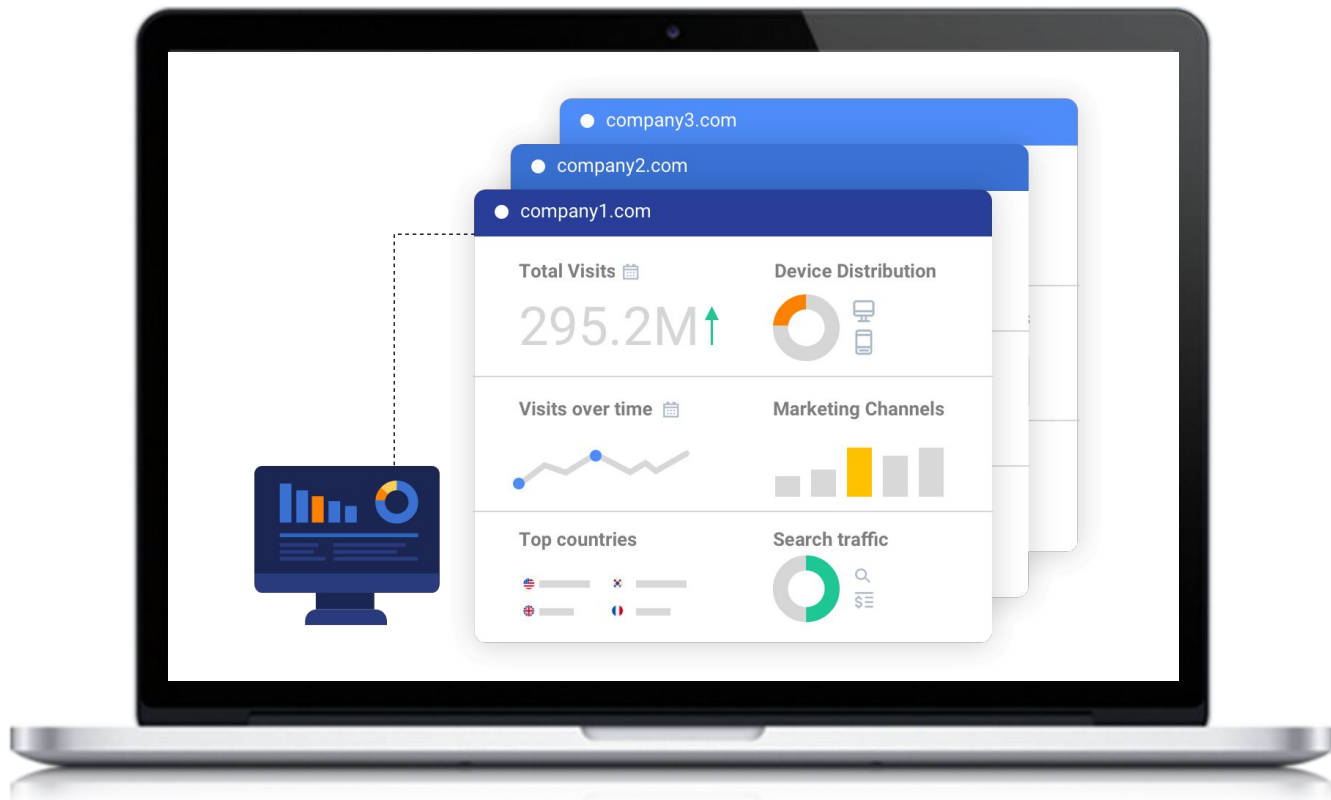 company3.com
company2.com
company1.com
Total Visits
Device Distribution
295.2M
Visits over time
Marketing Channels
Top countries
Search traffic
$